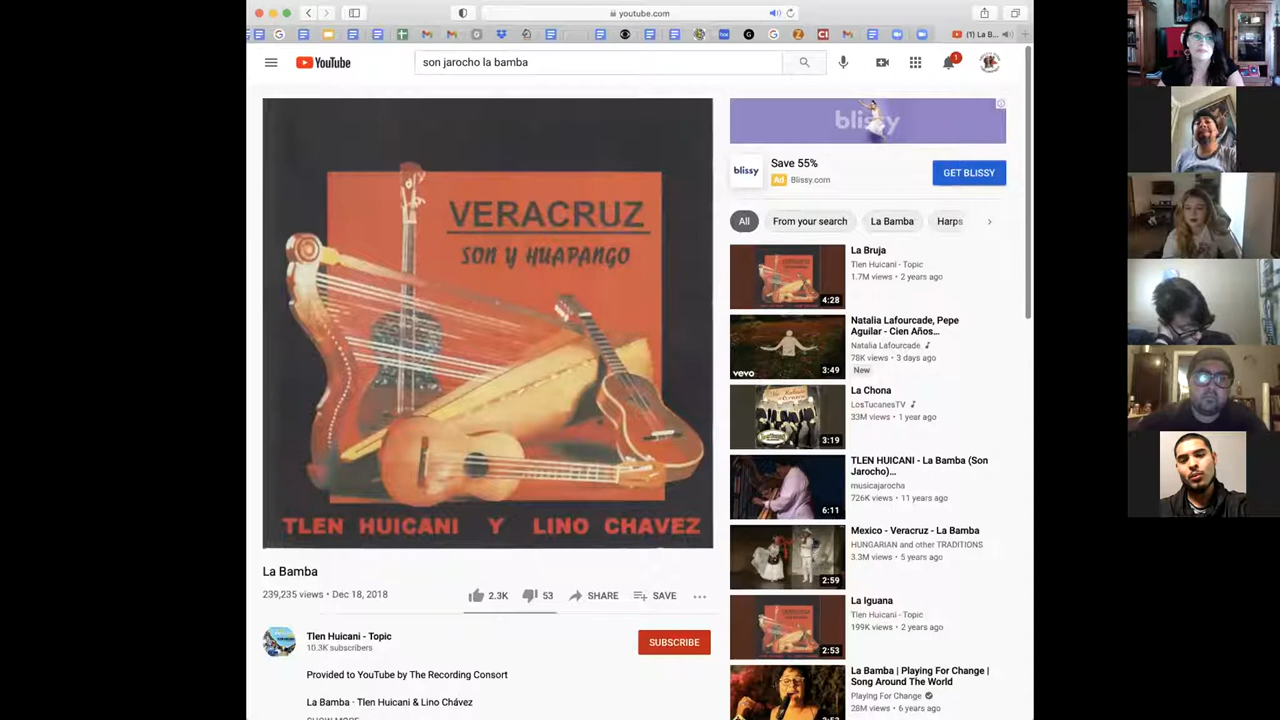 youtube.com
(1) La B...
YouTube
son jarocho la bamba
1
VERACRUZ
SON Y HUAPANGO
TLEN HUICANI Y LINO CHAVEZ
La Bamba
239,235 views • Dec 18, 2018
2.3K
53
SHARE
SAVE
Tlen Huicani - Topic
10.3K subscribers
SUBSCRIBE
Provided to YouTube by The Recording Consort
La Bamba · Tlen Huicani & Lino Chávez
SHOW MORE
blissy
blissy
Save 55%
Ad Blissy.com
GET BLISSY
All
From your search
La Bamba
Harps
La Bruja
Tlen Huicani - Topic
1.7M views • 2 years ago
4:28
Natalia Lafourcade, Pepe
Aguilar - Cien Años...
Natalia Lafourcade
78K views • 3 days ago
New
vevo
3:49
La Chona
LosTucanesTV
33M views • 1 year ago
3:19
TLEN HUICANI - La Bamba (Son
Jarocho)...
musicajarocha
726K views • 11 years ago
6:11
Mexico - Veracruz - La Bamba
HUNGARIAN and other TRADITIONS
3.3M views • 5 years ago
2:59
La Iguana
Tlen Huicani - Topic
199K views • 2 years ago
2:53
La Bamba | Playing For Change |
Song Around The World
Playing For Change
28M views • 6 years ago